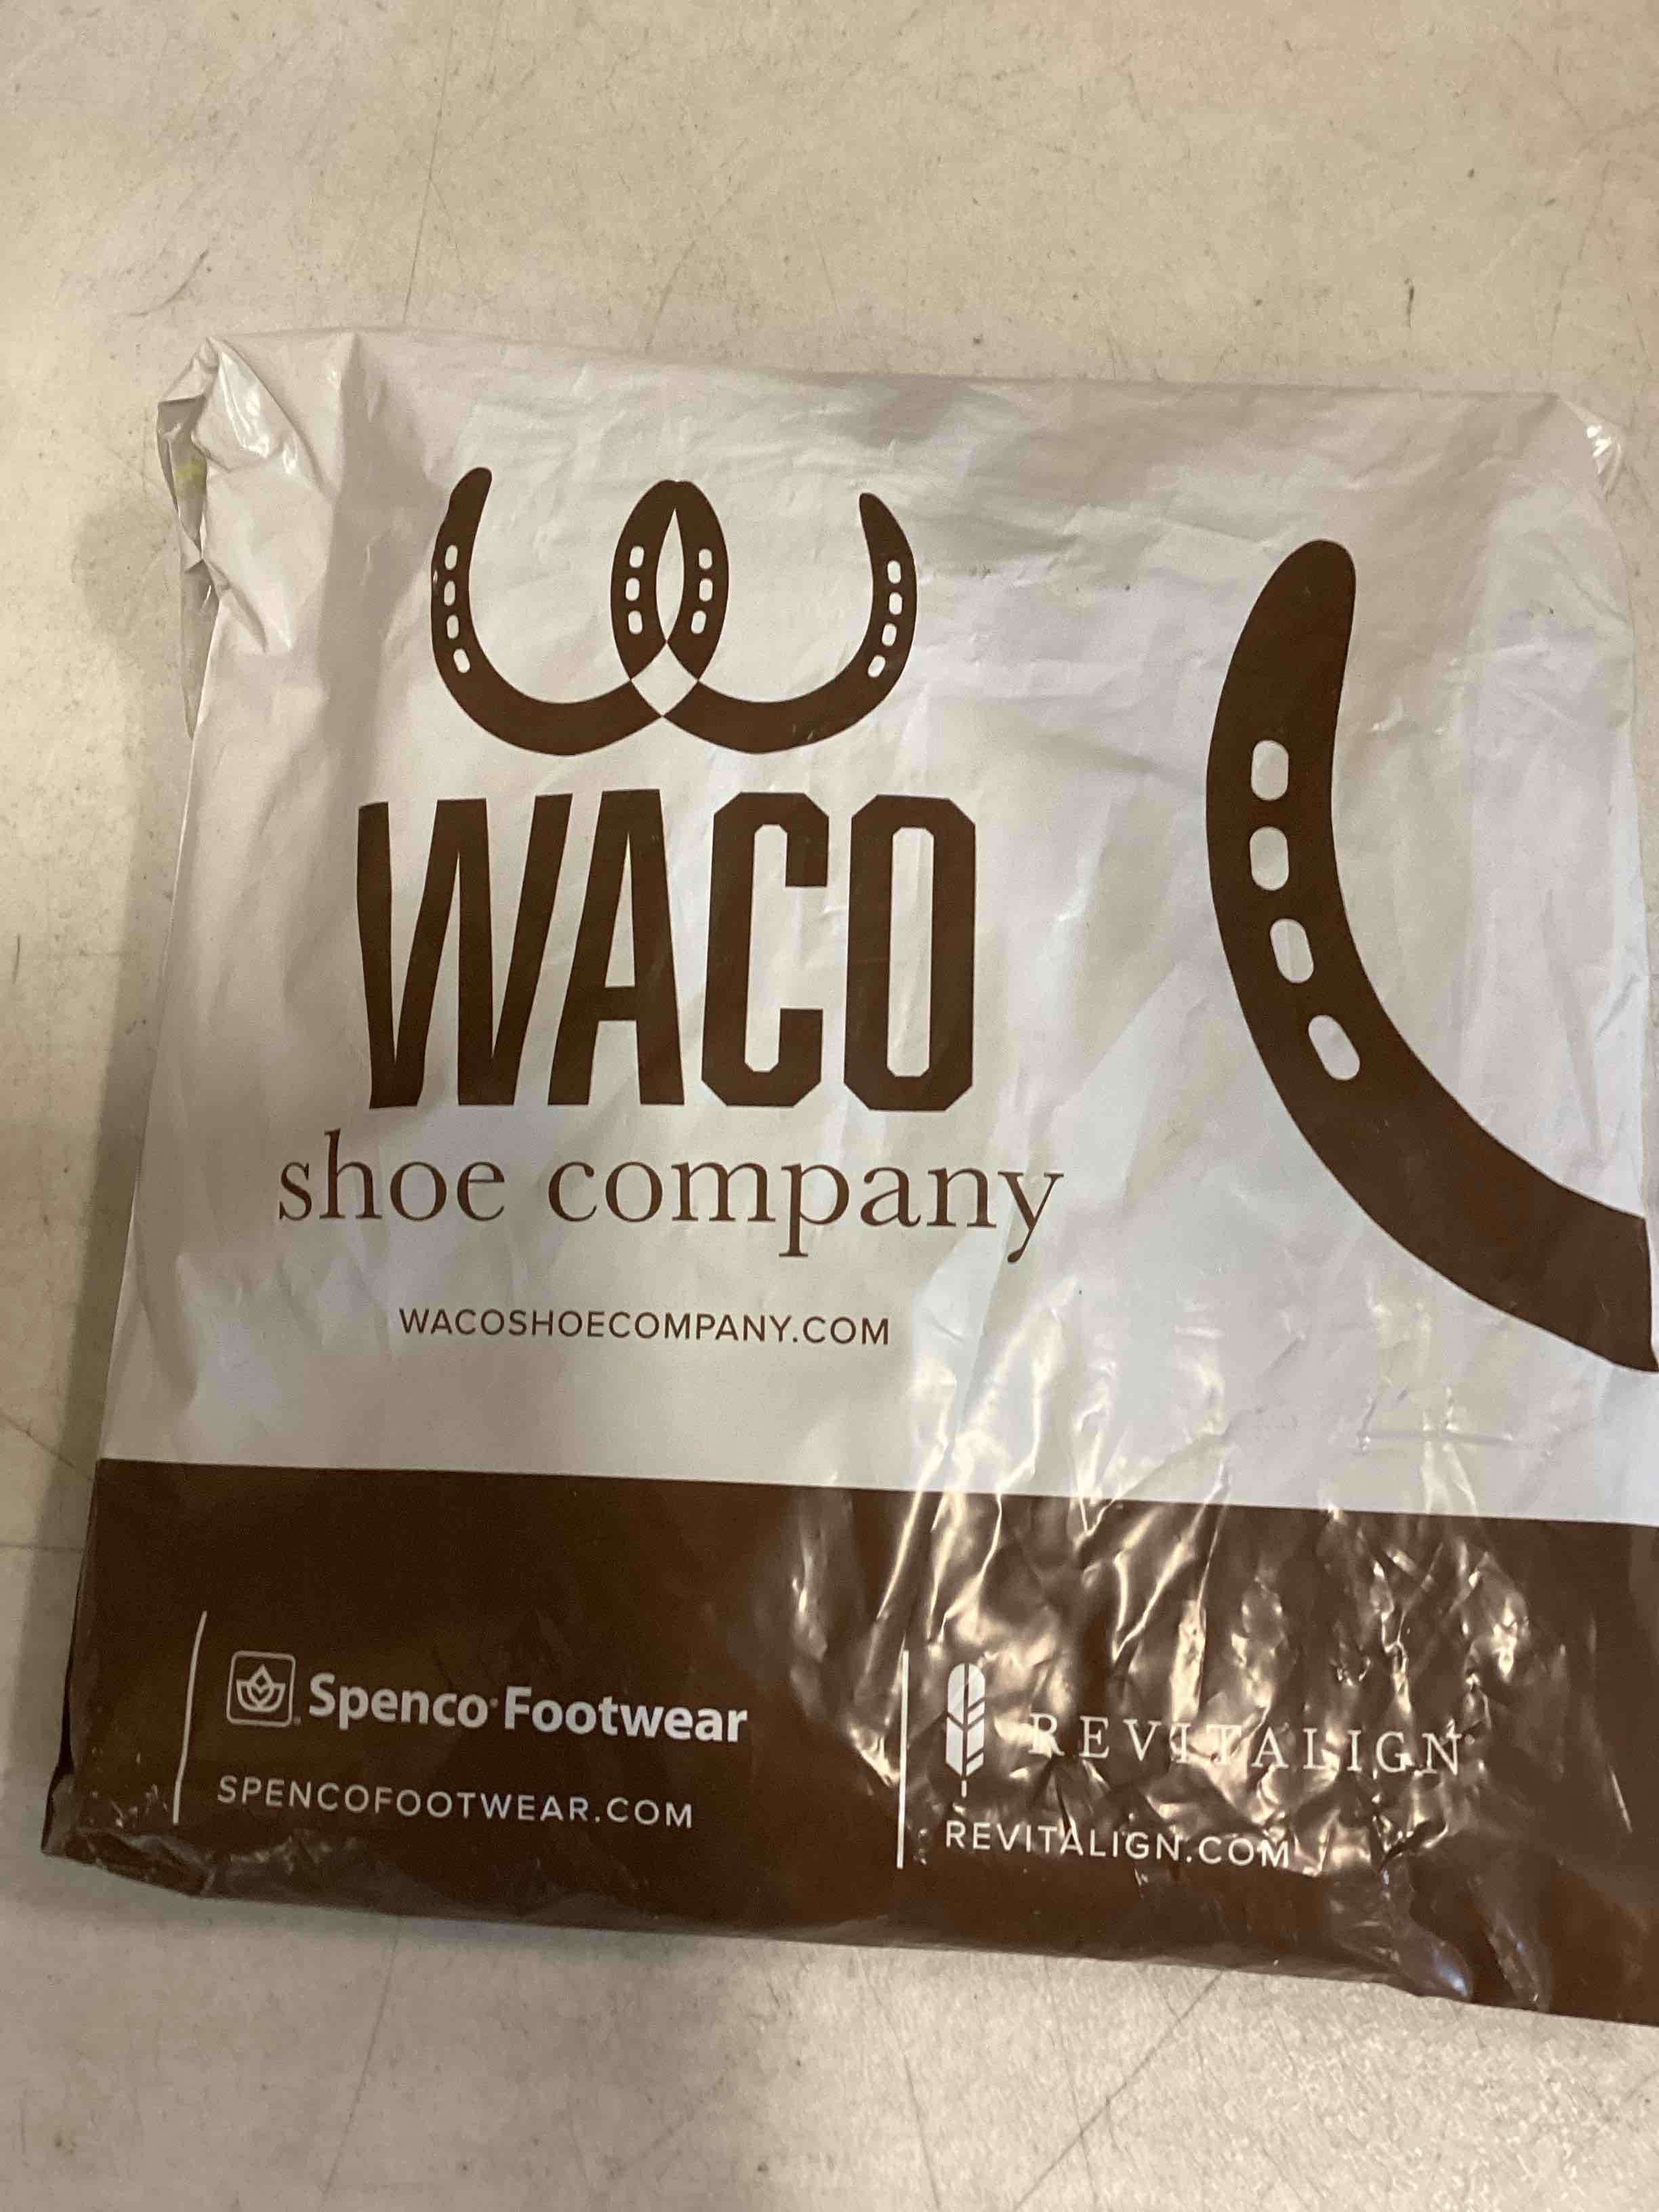 WACO
shoe company
WACOSHOECOMPANY.COM
Spenco® Footwear
SPENCOFOOTWEAR.COM
REVITALIGN®
REVITALIGN.COM